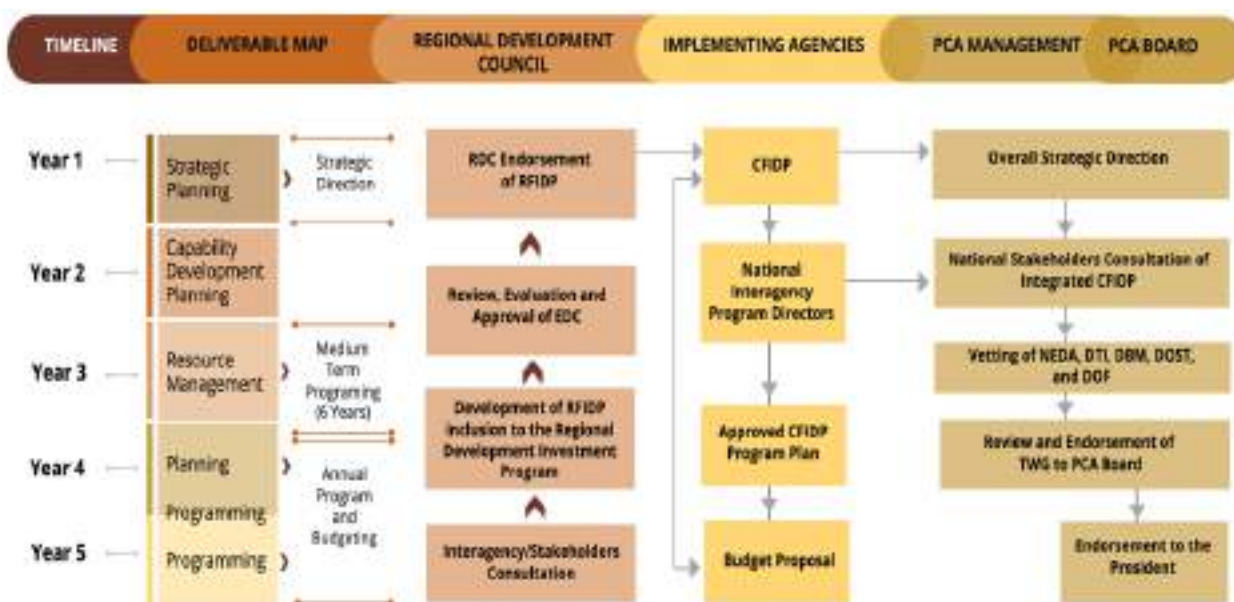 TIMELINE
DELIVERABLE MAP
REGIONAL DEVELOPMENT
COUNCIL
IMPLEMENTING AGENCIES
PCA MANAGEMENT
PCA BOARD
Year 1
Year 2
Year 3
Year 4
Year 5
Strategic
Planning
Capability
Development
Planning
Resource
Management
Planning
Programming
Programming
Strategic
Direction
Medium
Term
Programing
(6 Years)
Annual
Program
and
Budgeting
RDC Endorsement
of RFIDP
Review, Evaluation and
Approval of EDC
Development of RFIDP
inclusion to the Regional
Development Investment
Program
Interagency/Stakeholders
Consultation
CFIDP
National
Interagency
Program Directors
Approved CFIDP
Program Plan
Budget Proposal
Overall Strategic Direction
National Stakeholders Consultation of
Integrated CFIDP
Vetting of NEDA, DTI, DBM, DOST,
and DOF
Review and Endorsement of
TWG to PCA Board
Endorsement to the
President